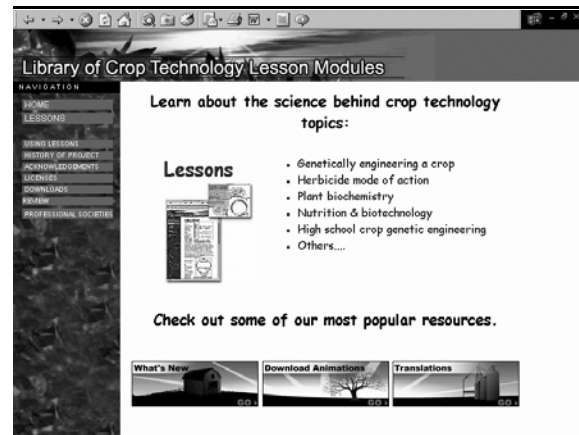 Library of Crop Technology Lesson Modules
NAVIGATION
HOME
LESSONS
USING LESSONS
HISTORY OF PROJECT
ACKNOWLEDGEMENTS
LICENSES
DOWNLOADS
REVIEW
PROFESSIONAL SOCIETIES
Learn about the science behind crop technology
topics:
Lessons
• Genetically engineering a crop
• Herbicide mode of action
• Plant biochemistry
• Nutrition & biotechnology
• High school crop genetic engineering
• Others....
Check out some of our most popular resources.
What's New
GO
Download Animations
GO
Translations
GO